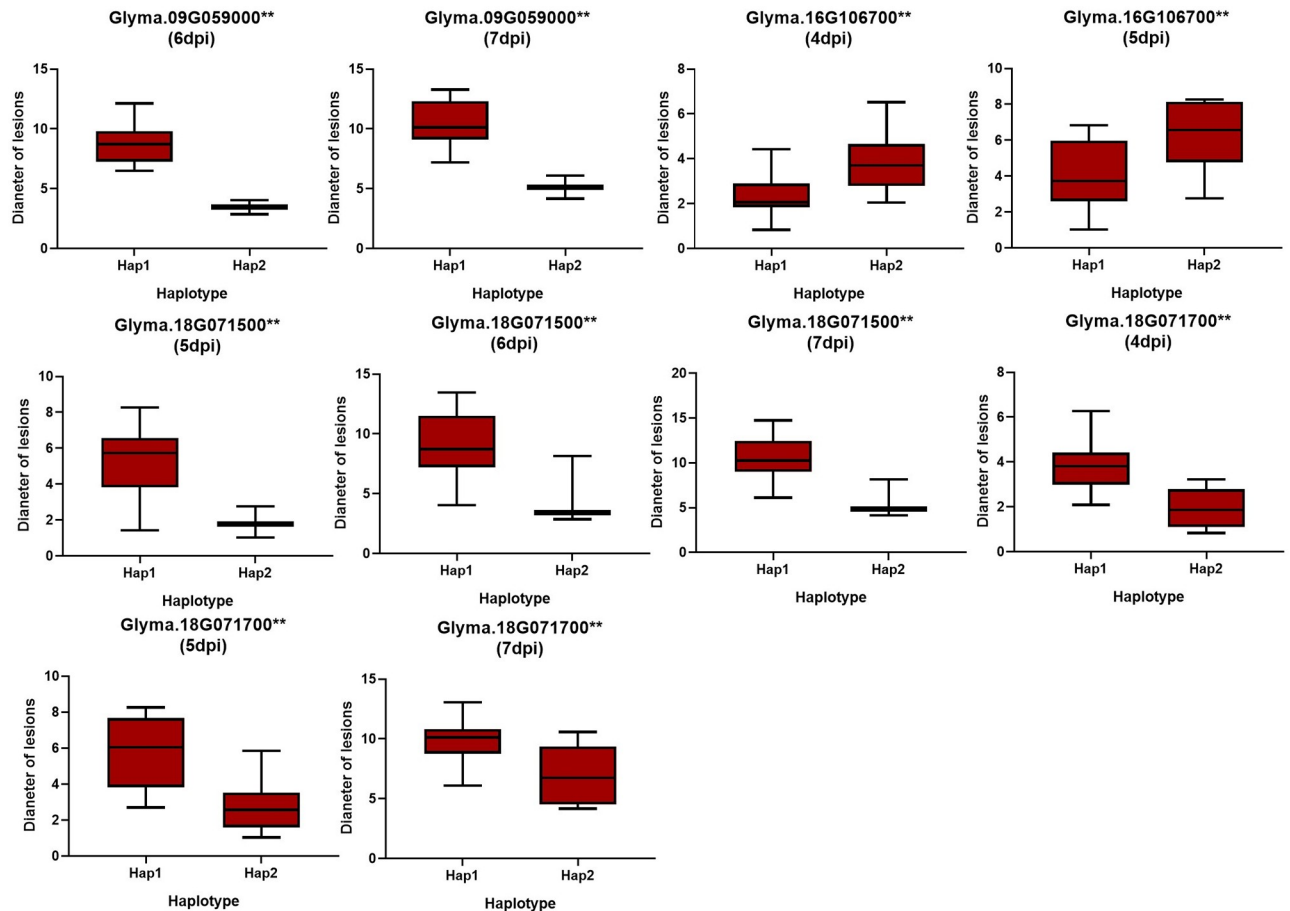 Glyma.09G059000**
(6dpi)
15
10
5
0
Dianeter of lesions
Hap1 Hap2
Haplotype
Glyma.09G059000**
(7dpi)
15
10
5
0
Dianeter of lesions
Hap1 Hap2
Haplotype
Glyma.16G106700**
(4dpi)
8
6
4
2
0
Dianeter of lesions
Hap1 Hap2
Haplotype
Glyma.16G106700**
(5dpi)
10
8
6
4
2
0
Dianeter of lesions
Hap1 Hap2
Haplotype
Glyma.18G071500**
(5dpi)
10
8
6
4
2
0
Dianeter of lesions
Hap1 Hap2
Haplotype
Glyma.18G071500**
(6dpi)
15
10
5
0
Dianeter of lesions
Hap1 Hap2
Haplotype
Glyma.18G071500**
(7dpi)
20
15
10
5
0
Dianeter of lesions
Hap1 Hap2
Haplotype
Glyma.18G071700**
(4dpi)
8
6
4
2
0
Dianeter of lesions
Hap1 Hap2
Haplotype
Glyma.18G071700**
(5dpi)
10
8
6
4
2
0
Dianeter of lesions
Hap1 Hap2
Haplotype
Glyma.18G071700**
(7dpi)
15
10
5
0
Dianeter of lesions
Hap1 Hap2
Haplotype